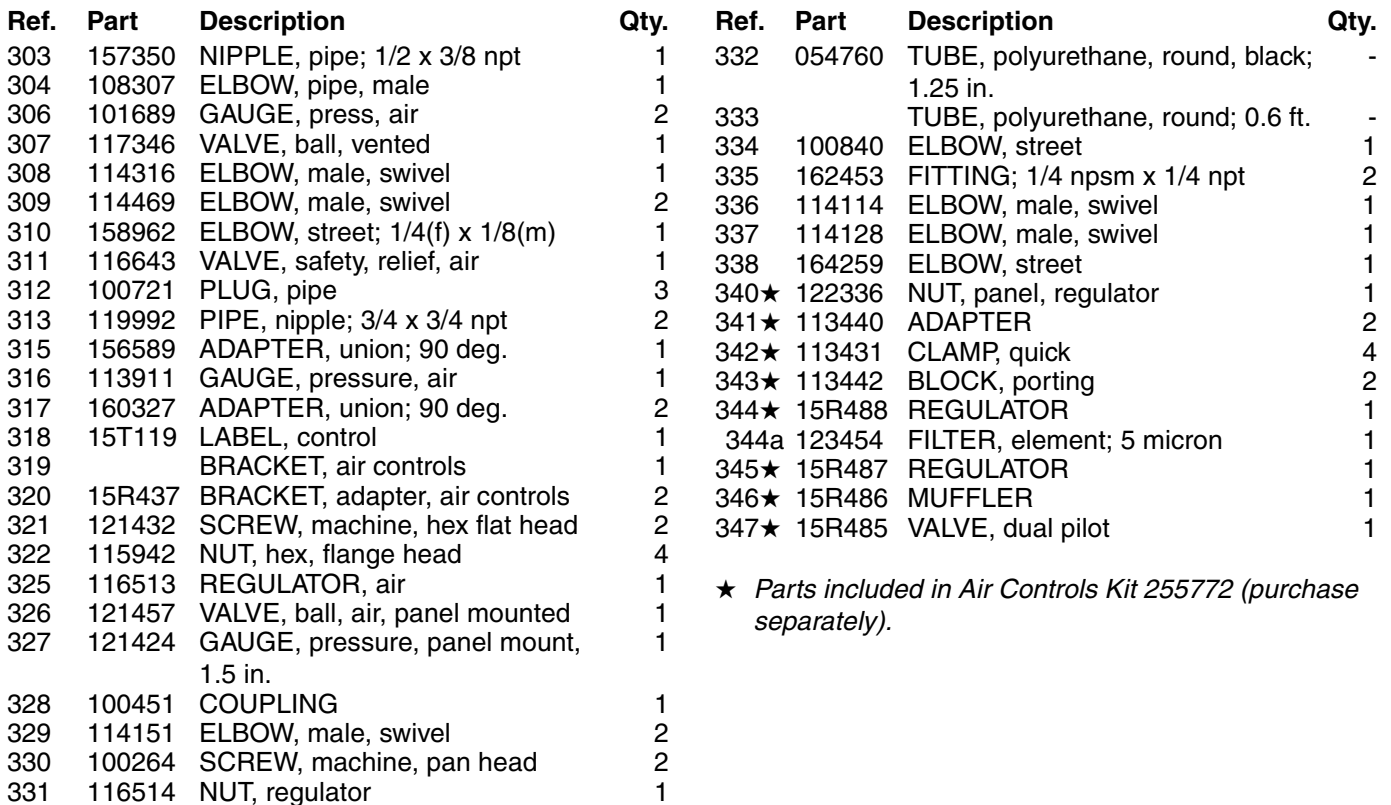 Ref. Part Description Qty.
303 157350 NIPPLE, pipe; 1/2 x 3/8 npt 1
304 108307 ELBOW, pipe, male 1
306 101689 GAUGE, press, air 2
307 117346 VALVE, ball, vented 1
308 114316 ELBOW, male, swivel 1
309 114469 ELBOW, male, swivel 2
310 158962 ELBOW, street; 1/4(f) x 1/8(m) 1
311 116643 VALVE, safety, relief, air 1
312 100721 PLUG, pipe 3
313 119992 PIPE, nipple; 3/4 x 3/4 npt 2
315 156589 ADAPTER, union; 90 deg. 1
316 113911 GAUGE, pressure, air 1
317 160327 ADAPTER, union; 90 deg. 2
318 15T119 LABEL, control 1
319 BRACKET, air controls 1
320 15R437 BRACKET, adapter, air controls 2
321 121432 SCREW, machine, hex flat head 2
322 115942 NUT, hex, flange head 4
325 116513 REGULATOR, air 1
326 121457 VALVE, ball, air, panel mounted 1
327 121424 GAUGE, pressure, panel mount, 1
1.5 in.
328 100451 COUPLING 1
329 114151 ELBOW, male, swivel 2
330 100264 SCREW, machine, pan head 2
331 116514 NUT, regulator 1
Ref. Part Description Qty.
332 054760 TUBE, polyurethane, round, black; -
1.25 in.
333 TUBE, polyurethane, round; 0.6 ft. -
334 100840 ELBOW, street 1
335 162453 FITTING; 1/4 npsm x 1/4 npt 2
336 114114 ELBOW, male, swivel 1
337 114128 ELBOW, male, swivel 1
338 164259 ELBOW, street 1
340★ 122336 NUT, panel, regulator 1
341★ 113440 ADAPTER 2
342★ 113431 CLAMP, quick 4
343★ 113442 BLOCK, porting 2
344★ 15R488 REGULATOR 1
344a 123454 FILTER, element; 5 micron 1
345★ 15R487 REGULATOR 1
346★ 15R486 MUFFLER 1
347★ 15R485 VALVE, dual pilot 1
★ Parts included in Air Controls Kit 255772 (purchase
separately).